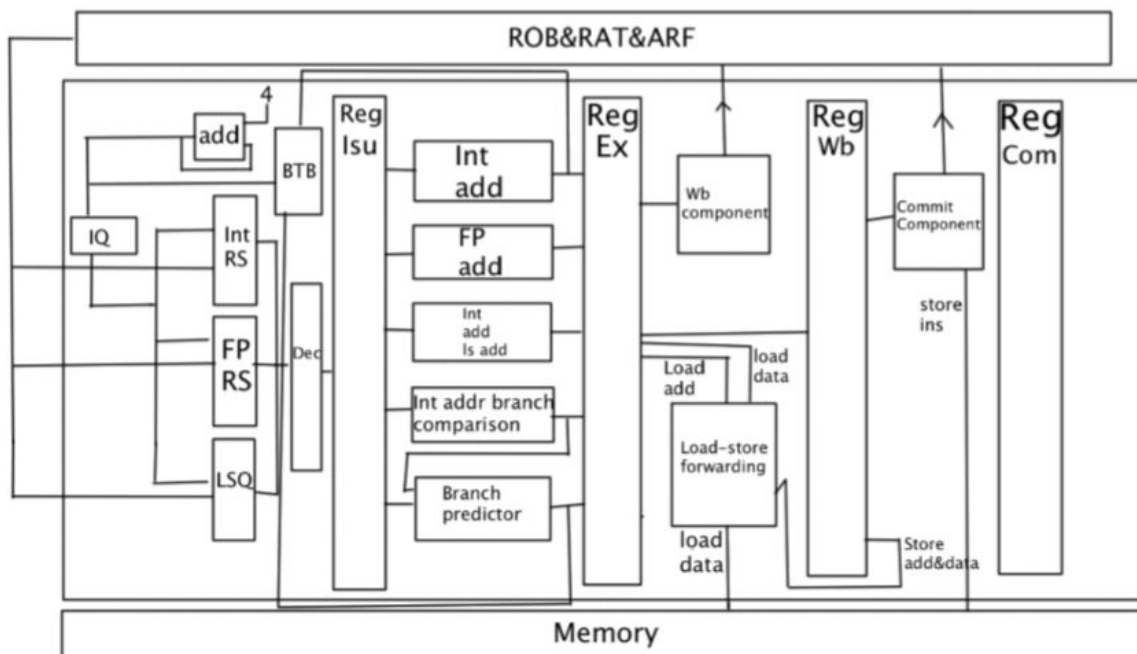 ROB&RAT&ARF
4
add
BTB
IQ
Int
RS
FP
RS
LSQ
Dec
Reg
Isu
Int
add
FP
add
Int
add
ls add
Int addr branch
comparison
Branch
predictor
Reg
Ex
Wb
component
Load
add
load
data
Load-store
forwarding
load
data
Reg
Wb
Commit
Component
store
ins
Store
add&data
Reg
Com
Memory